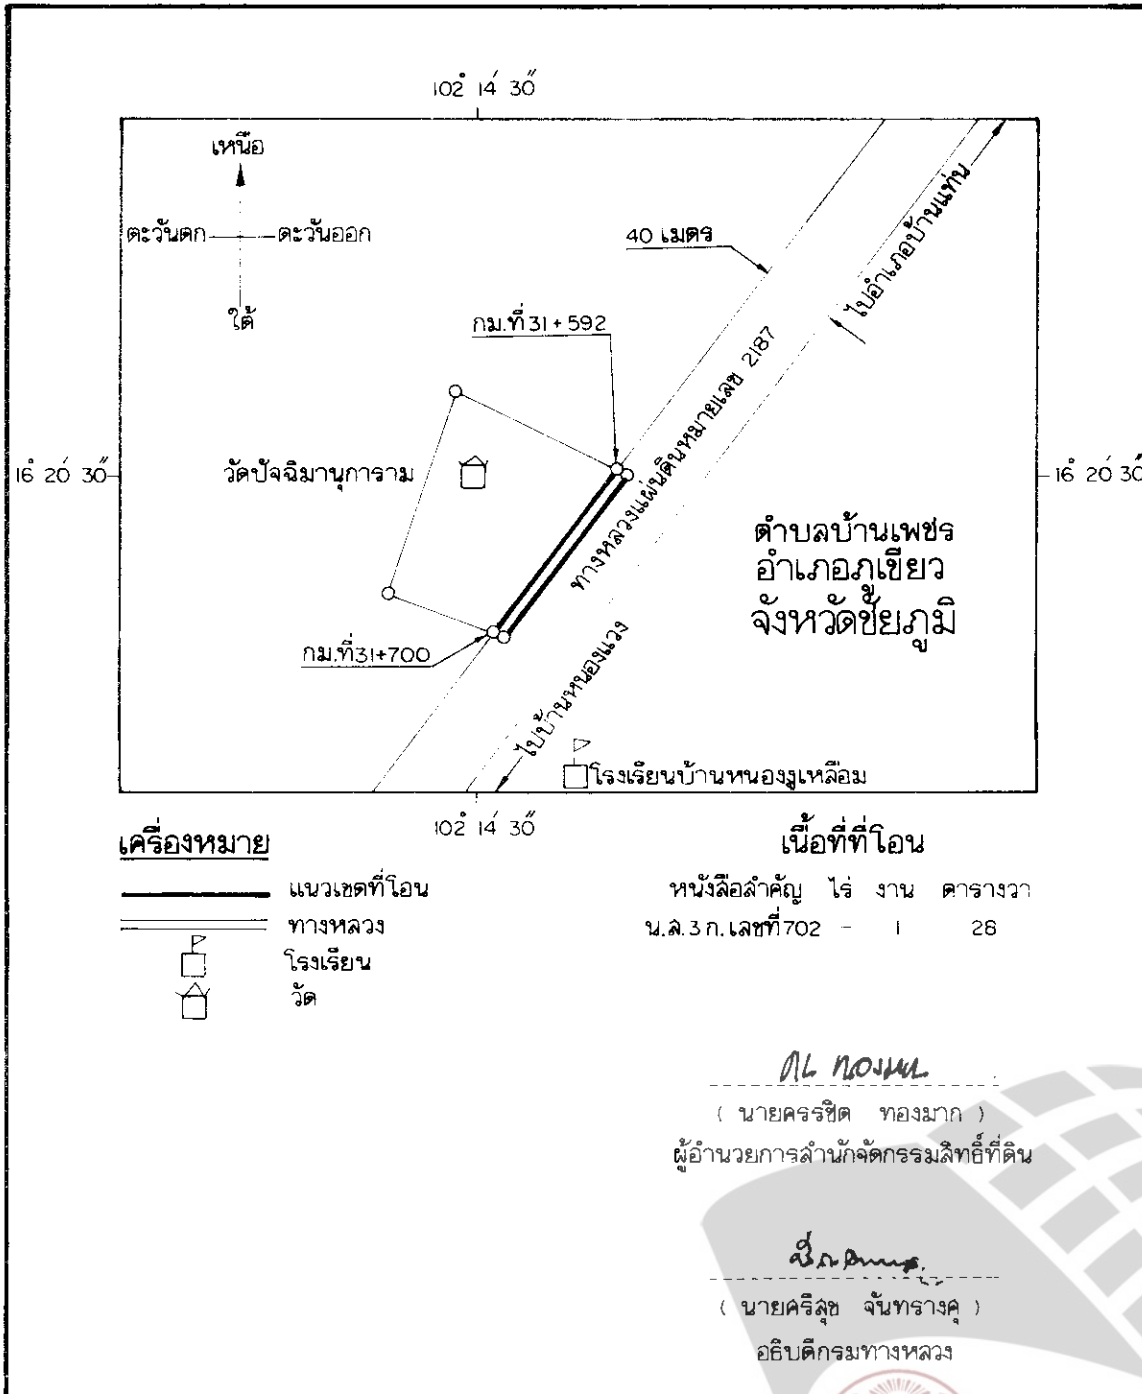 102° 14′ 30″
เหนือ
ตะวันตก
ตะวันออก
ใต้
40 เมตร
ไปอำเภอบ้านแท่น
กม.ที่ 31+592
ทางหลวงแผ่นดินหมายเลข 2187
16° 20′ 30″
วัดปัจฉิมานุการาม
16° 20′ 30″
ตำบลบ้านเพชร
อำเภอภูเขียว
จังหวัดชัยภูมิ
กม.ที่31+700
ไปบ้านหนองแวง
โรงเรียนบ้านหนองงูเหลือม
102° 14′ 30″
เครื่องหมาย
แนวเขตที่โอน
ทางหลวง
โรงเรียน
วัด
เนื้อที่ที่โอน
หนังสือสำคัญ ไร่ งาน ตารางวา
น.ส.3 ก. เลขที่702 - 1 28
( นายครรชิต ทองมาก )
ผู้อำนวยการสำนักจัดกรรมสิทธิ์ที่ดิน
( นายศรีสุข จันทรางศุ )
อธิบดีกรมทางหลวง